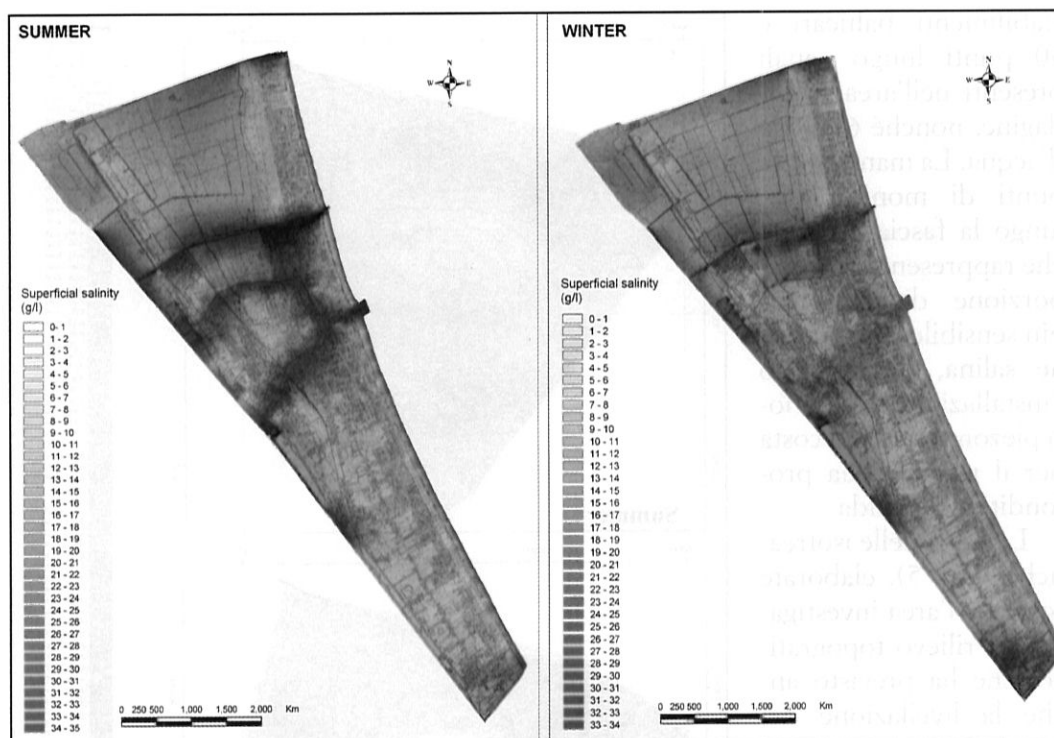 SUMMER
N
W E
S
Superficial salinity
(g/l)
0 - 1
1 - 2
2 - 3
3 - 4
4 - 5
5 - 6
6 - 7
7 - 8
8 - 9
9 - 10
10 - 11
11 - 12
12 - 13
13 - 14
14 - 15
15 - 16
16 - 17
17 - 18
18 - 19
19 - 20
20 - 21
21 - 22
22 - 23
23 - 24
24 - 25
25 - 26
26 - 27
27 - 28
28 - 29
29 - 30
30 - 31
31 - 32
32 - 33
33 - 34
34 - 35
0 250 500 1.000 1.500 2.000 Km
WINTER
N
W E
S
Superficial salinity
(g/l)
0 - 1
1 - 2
2 - 3
3 - 4
4 - 5
5 - 6
6 - 7
7 - 8
8 - 9
9 - 10
10 - 11
11 - 12
12 - 13
13 - 14
14 - 15
15 - 16
16 - 17
17 - 18
18 - 19
19 - 20
20 - 21
21 - 22
22 - 23
23 - 24
24 - 25
25 - 26
26 - 27
27 - 28
28 - 29
29 - 30
30 - 31
31 - 32
32 - 33
33 - 34
0 250 500 1.000 1.500 2.000 Km